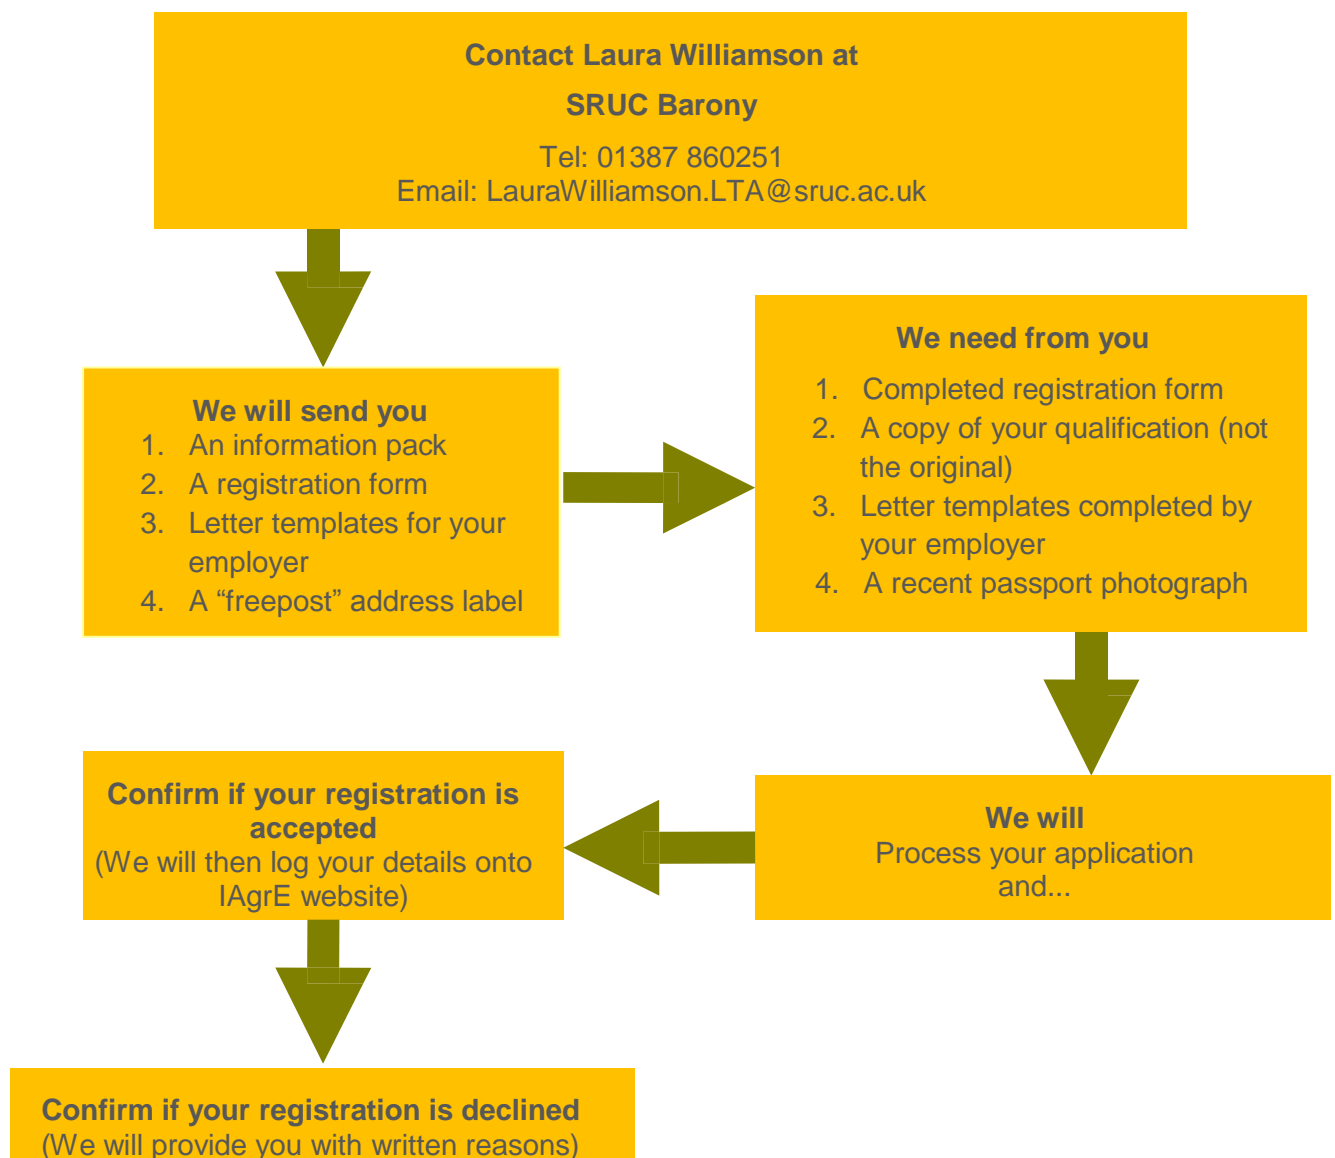 Contact Laura Williamson at
SRUC Barony
Tel: 01387 860251
Email: LauraWilliamson.LTA@sruc.ac.uk
We will send you
1. An information pack
2. A registration form
3. Letter templates for your
employer
4. A “freepost” address label
We need from you
1. Completed registration form
2. A copy of your qualification (not
the original)
3. Letter templates completed by
your employer
4. A recent passport photograph
We will
Process your application
and...
Confirm if your registration is
accepted
(We will then log your details onto
IAgrE website)
Confirm if your registration is declined
(We will provide you with written reasons)